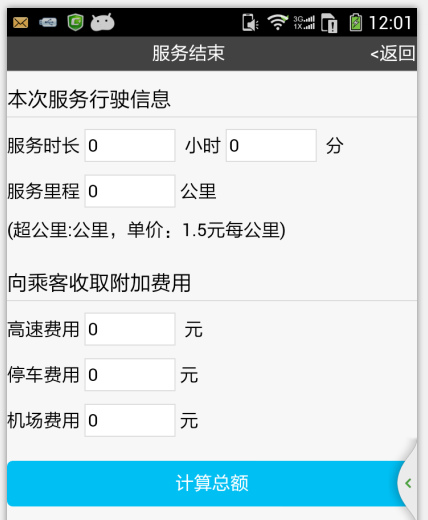 3G 1X 12:01
服务结束 <返回
本次服务行驶信息
服务时长 0 小时 0 分
服务里程 0 公里
(超公里:公里，单价：1.5元每公里)
向乘客收取附加费用
高速费用 0 元
停车费用 0 元
机场费用 0 元
计算总额